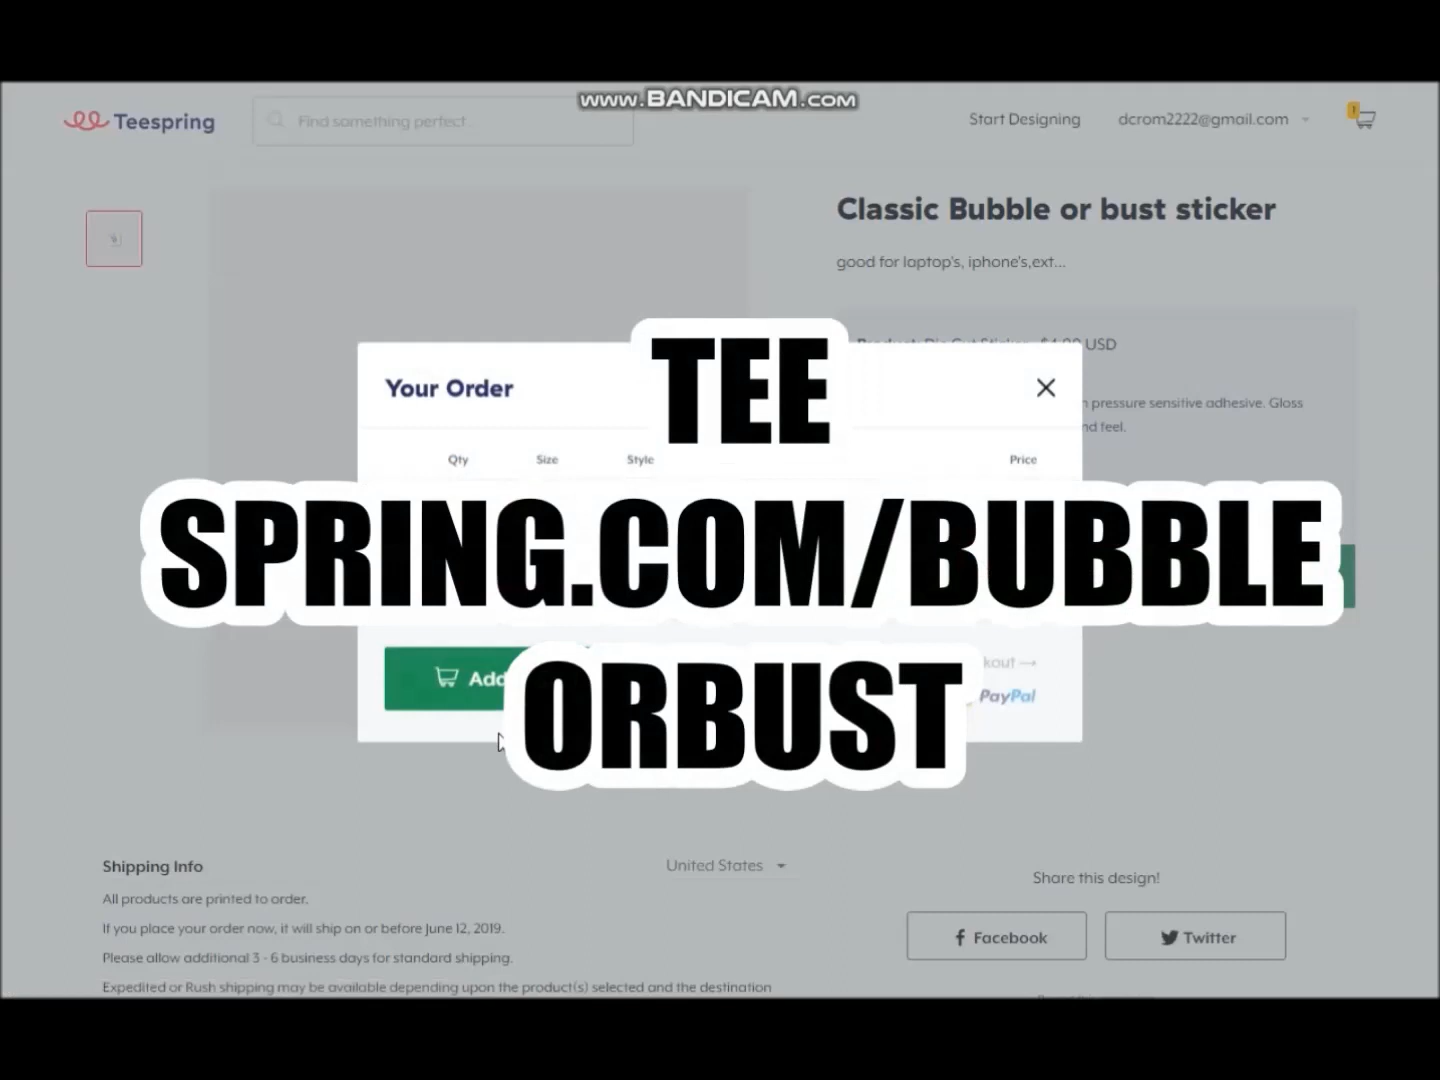 www.BANDICAM.com
Teespring
Find something perfect...
Start Designing
dcrom2222@gmail.com
1
Classic Bubble or bust sticker
good for laptop's, iphone's,ext...
USD
pressure sensitive adhesive. Gloss
feel.
Your Order
Qty Size Style Price
TEE
SPRING.COM/BUBBLE
ORBUST
Add
PayPal
Shipping Info
United States
All products are printed to order.
If you place your order now, it will ship on or before June 12, 2019.
Please allow additional 3 - 6 business days for standard shipping.
Expedited or Rush shipping may be available depending upon the product(s) selected and the destination
Share this design!
Facebook
Twitter